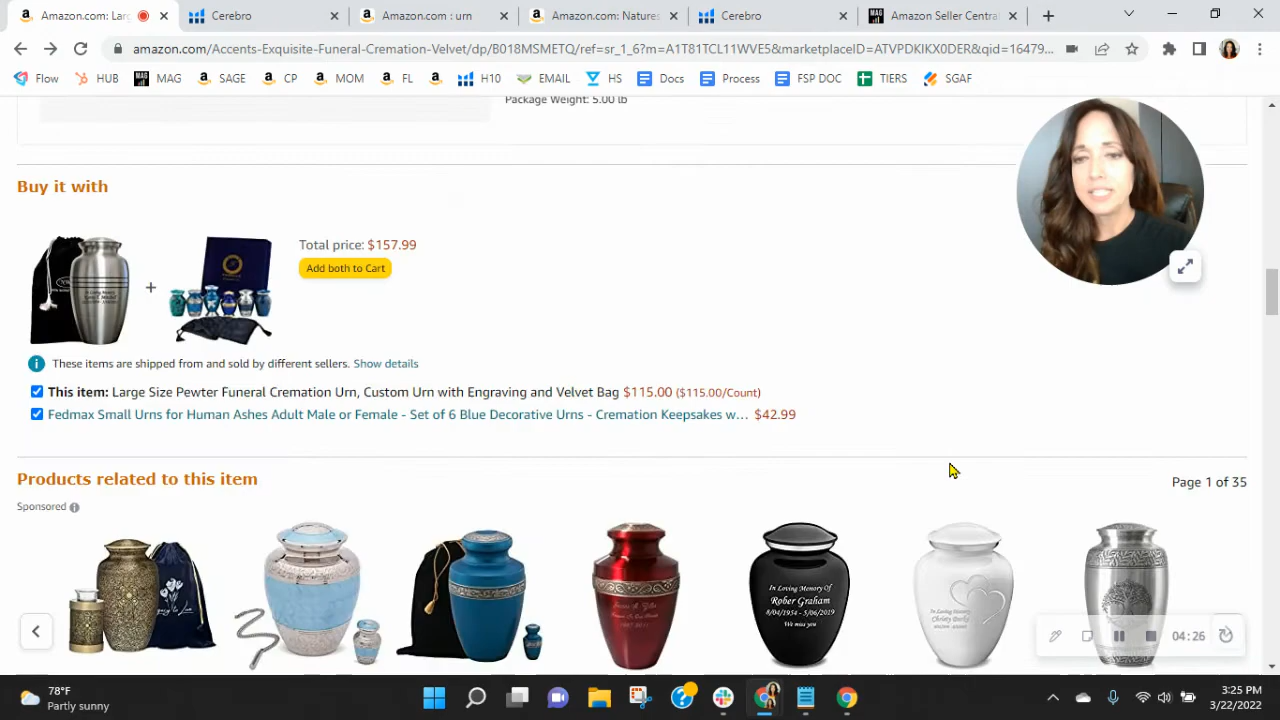 Amazon.com: Larg
Cerebro
Amazon.com : urn
Amazon.com: Natures
Cerebro
Amazon Seller Central
amazon.com/Accents-Exquisite-Funeral-Cremation-Velvet/dp/B018MSMETQ/ref=sr_1_6?m=A1T81TCL11WVE5&marketplaceID=ATVPDKIKX0DER&qid=16479...
Flow
HUB
MAG
SAGE
CP
MOM
FL
H10
EMAIL
HS
Docs
Process
FSP DOC
TIERS
SGAF
Package Weight: 5.00 lb
Buy it with
Total price: $157.99
Add both to Cart
+
These items are shipped from and sold by different sellers. Show details
This item: Large Size Pewter Funeral Cremation Urn, Custom Urn with Engraving and Velvet Bag $115.00 ($115.00/Count)
Fedmax Small Urns for Human Ashes Adult Male or Female - Set of 6 Blue Decorative Urns - Cremation Keepsakes w... $42.99
Products related to this item
Page 1 of 35
Sponsored
In Loving Memory Of
Rober Graham
8/04/1954 - 5/06/2019
We miss you
04:26
78°F
Partly sunny
3:25 PM
3/22/2022